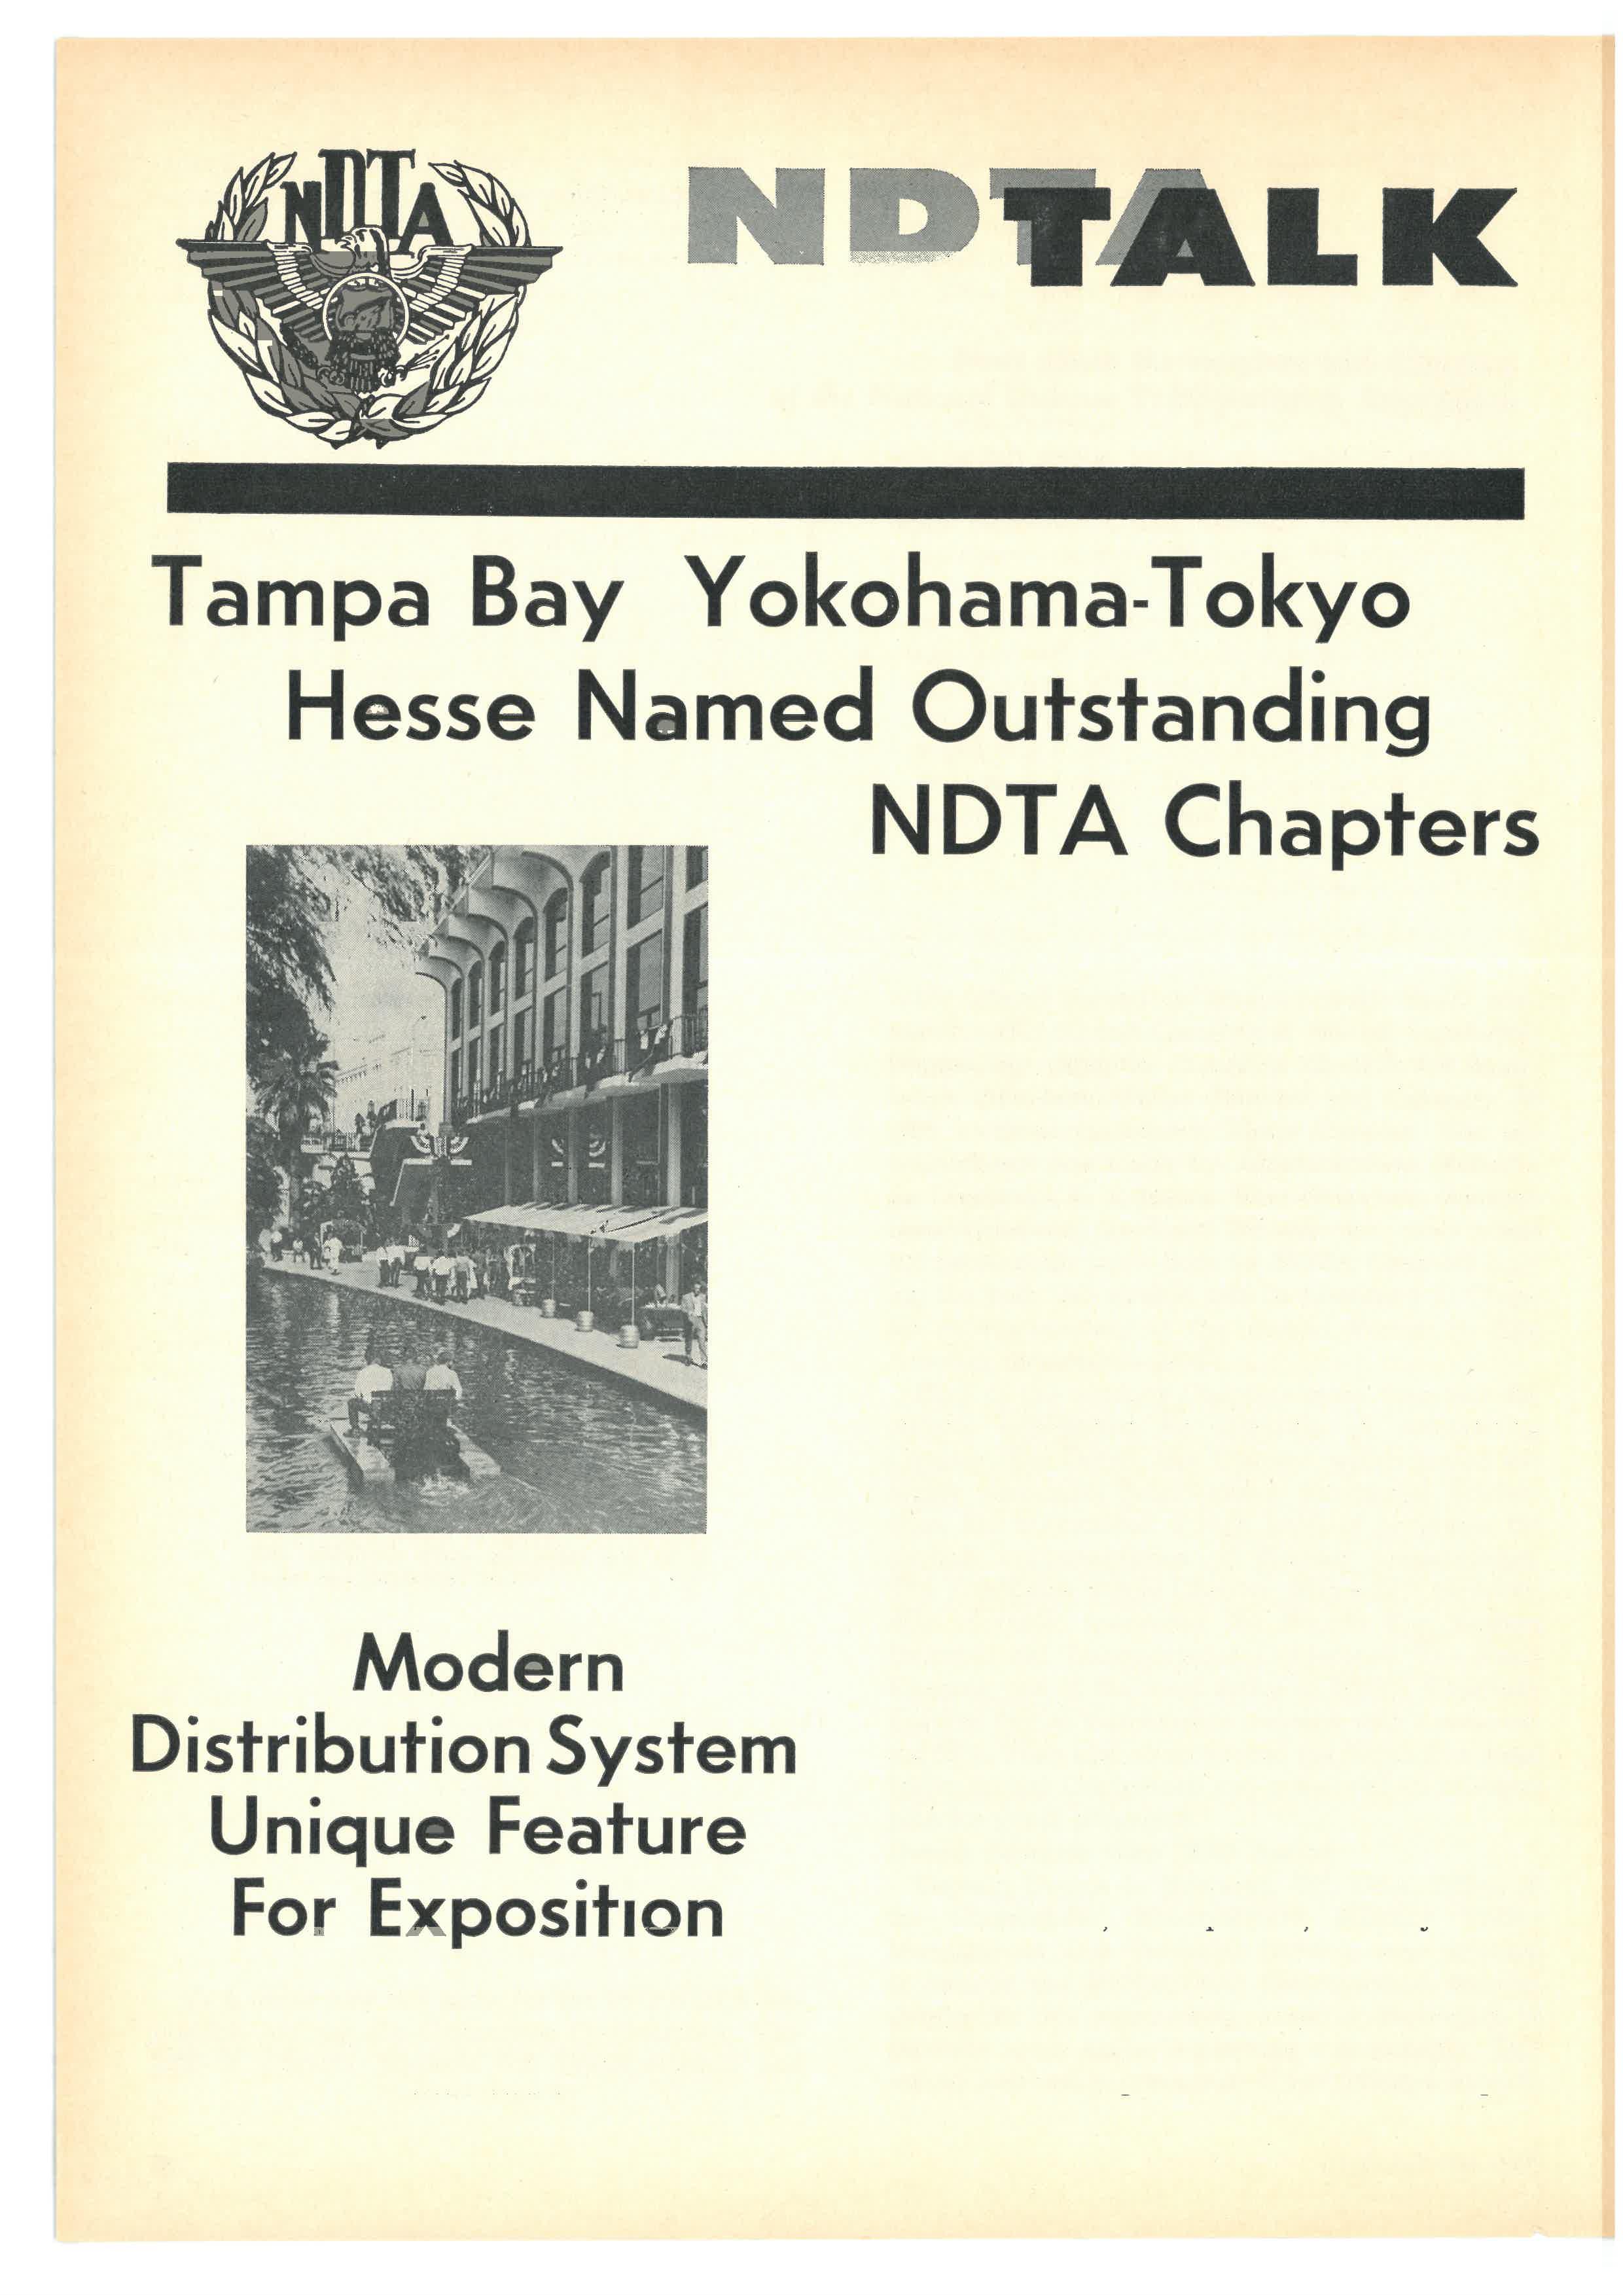 NDTA
NDTALK
Tampa Bay Yokohama-Tokyo
Hesse Named Outstanding
NDTA Chapters
Modern
Distribution System
Unique Feature
For Exposition